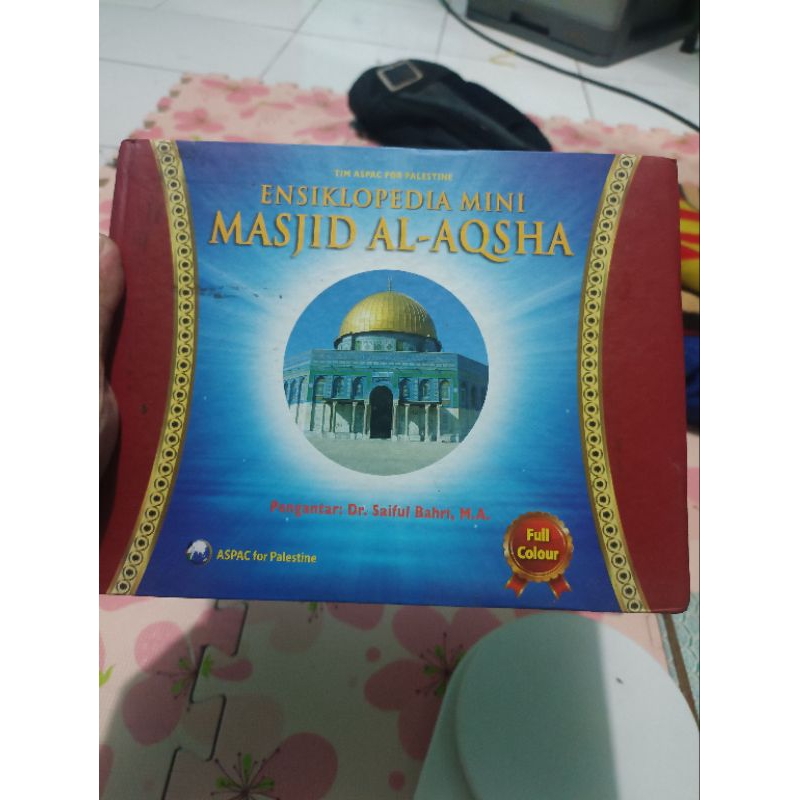 TIM ASPAC FOR PALESTINE
ENSIKLOPEDIA MINI
MASJID AL-AQSHA
Pengantar: Dr. Saiful Bahri, M.A.
Full
Colour
ASPAC for Palestine